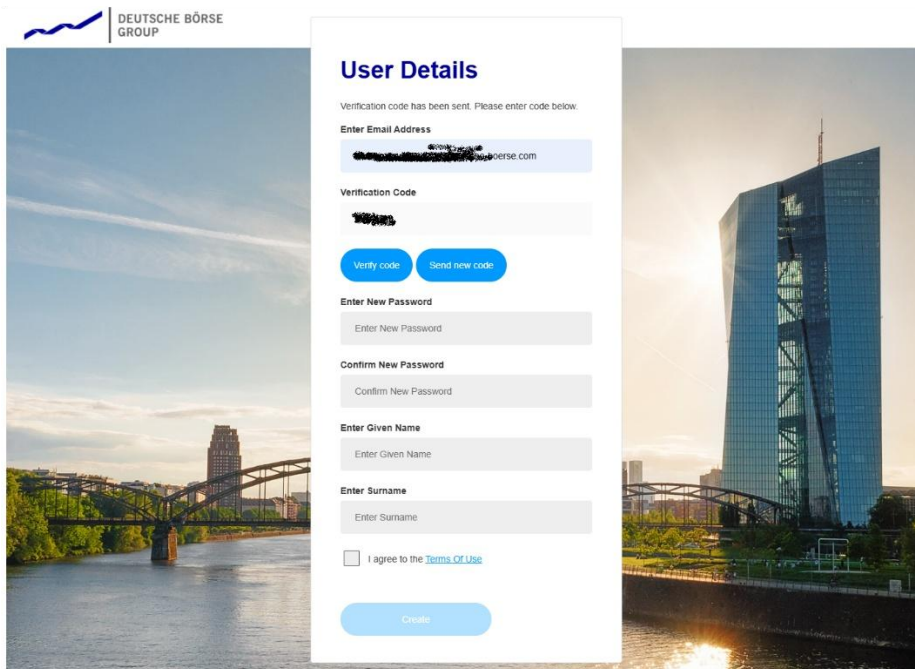 DEUTSCHE BÖRSE
GROUP
User Details
Verification code has been sent. Please enter code below.
Enter Email Address
oerse.com
Verification Code
Verify code Send new code
Enter New Password
Enter New Password
Confirm New Password
Confirm New Password
Enter Given Name
Enter Given Name
Enter Surname
Enter Surname
I agree to the Terms Of Use
Create